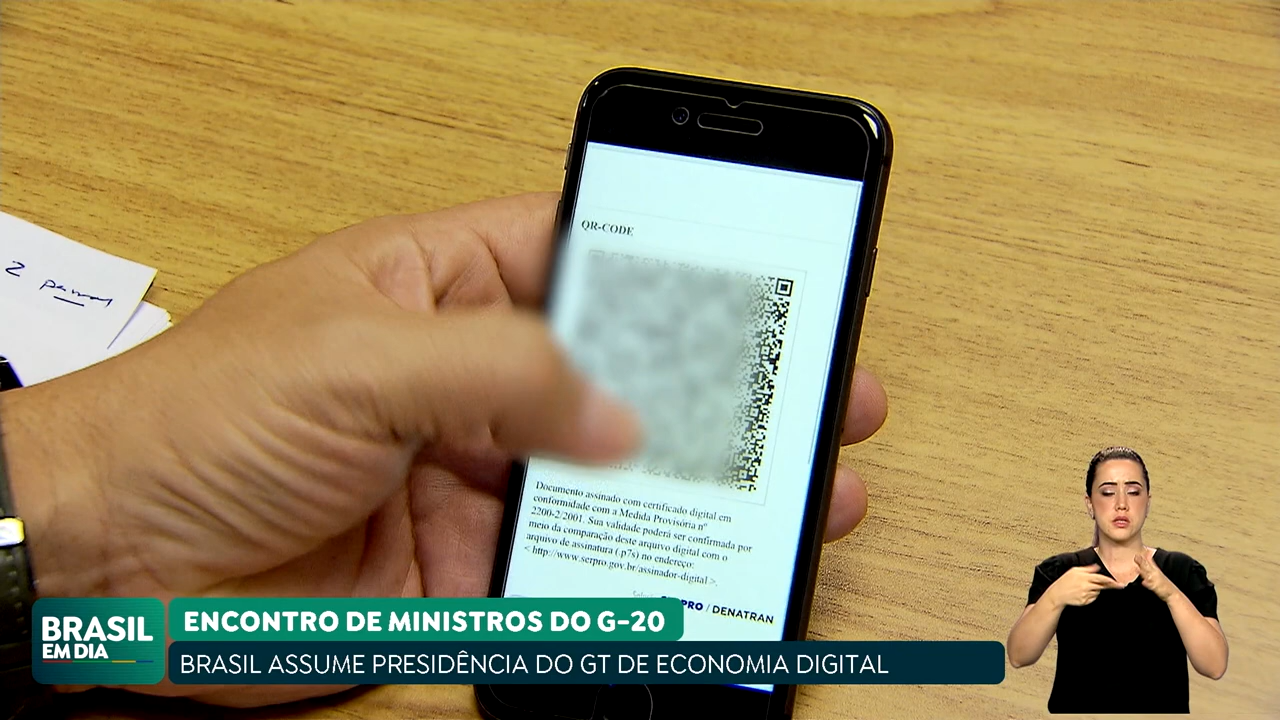 2
QR-CODE
Documento assinado com certificado digital em
conformidade com a Medida Provisória nº
2200-2/2001. Sua validade poderá ser confirmada por
meio da comparação deste arquivo digital com o
arquivo de assinatura (.p7s) no endereço:
< http://www.serpro.gov.br/assinador-digital >.
SERPRO / DENATRAN
BRASIL
EM DIA
ENCONTRO DE MINISTROS DO G-20
BRASIL ASSUME PRESIDÊNCIA DO GT DE ECONOMIA DIGITAL